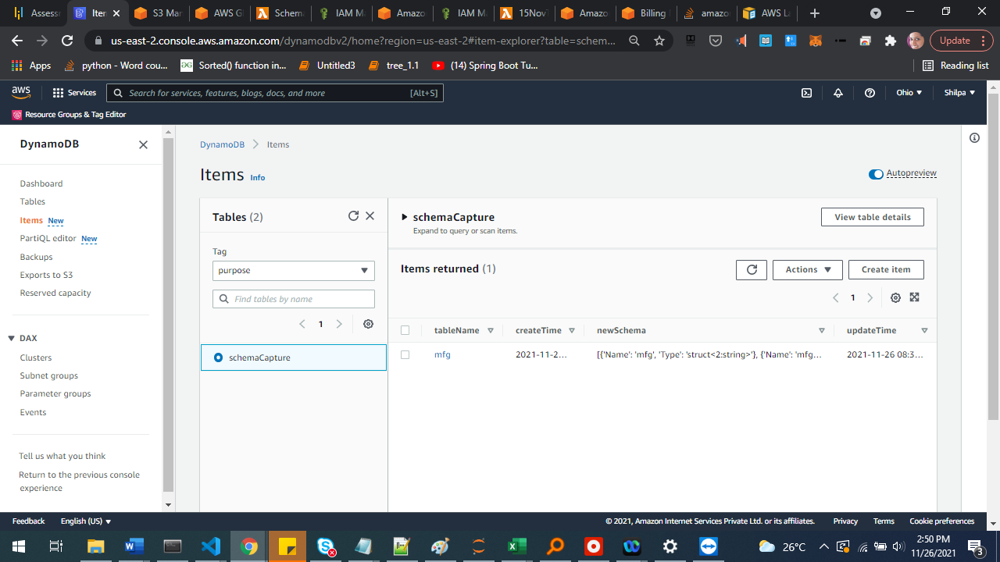 Assess
Iten
S3 Mar
AWS Gl
Schema
IAM Ma
Amazo
IAM Ma
15Nov
Amazo
Billing
amazo
AWS La
us-east-2.console.aws.amazon.com/dynamodbv2/home?region=us-east-2#item-explorer?table=schem...
Update
Apps
python - Word cou...
Sorted() function in...
Untitled3
tree_1.1
(14) Spring Boot Tu...
Reading list
aws
Services
Search for services, features, blogs, docs, and more
[Alt+S]
Ohio
Shilpa
Resource Groups & Tag Editor
DynamoDB
Dashboard
Tables
Items New
PartiQL editor New
Backups
Exports to S3
Reserved capacity
DAX
Clusters
Subnet groups
Parameter groups
Events
Tell us what you think
Return to the previous console
experience
DynamoDB
Items
Items Info
Autopreview
Tables (2)
Tag
purpose
Find tables by name
1
schemaCapture
schemaCapture
Expand to query or scan items.
View table details
Items returned (1)
Actions
Create item
1
tableName createTime newSchema updateTime
mfg 2021-11-2... [{'Name': 'mfg', 'Type': 'struct<2:string>'}, {'Name': 'mfg... 2021-11-26 08:3...
Feedback
English (US)
© 2021, Amazon Internet Services Private Ltd. or its affiliates.
Privacy
Terms
Cookie preferences
26°C
2:50 PM
11/26/2021
3